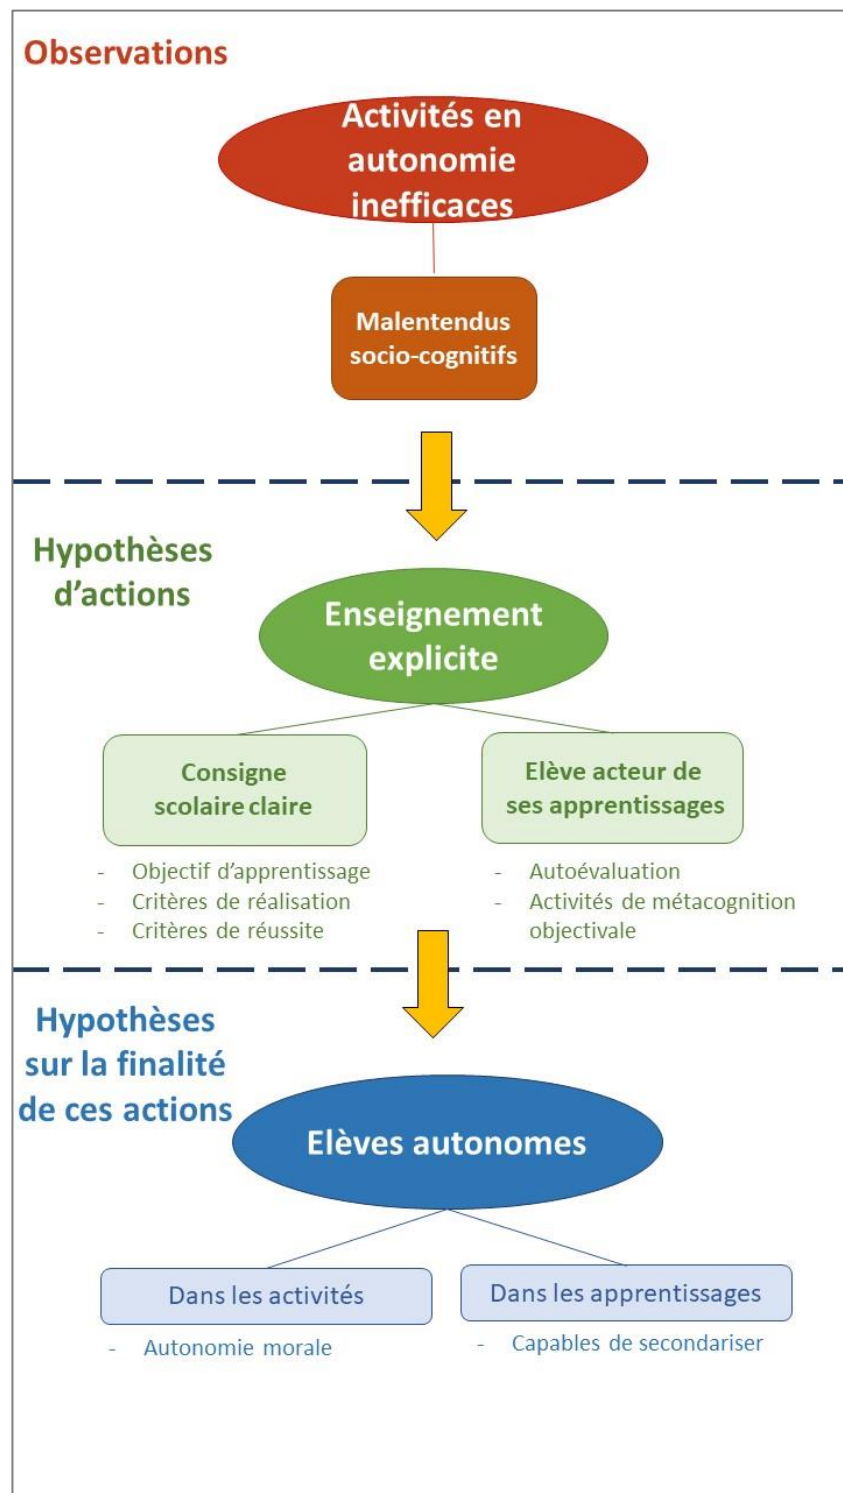 Observations
Activités en
autonomie
inefficaces
Malentendus
socio-cognitifs
Hypothèses
d’actions
Enseignement
explicite
Consigne
scolaire claire
- Objectif d’apprentissage
- Critères de réalisation
- Critères de réussite
Elève acteur de
ses apprentissages
- Autoévaluation
- Activités de métacognition
objectivale
Hypothèses
sur la finalité
de ces actions
Elèves autonomes
Dans les activités
- Autonomie morale
Dans les apprentissages
- Capables de secondariser